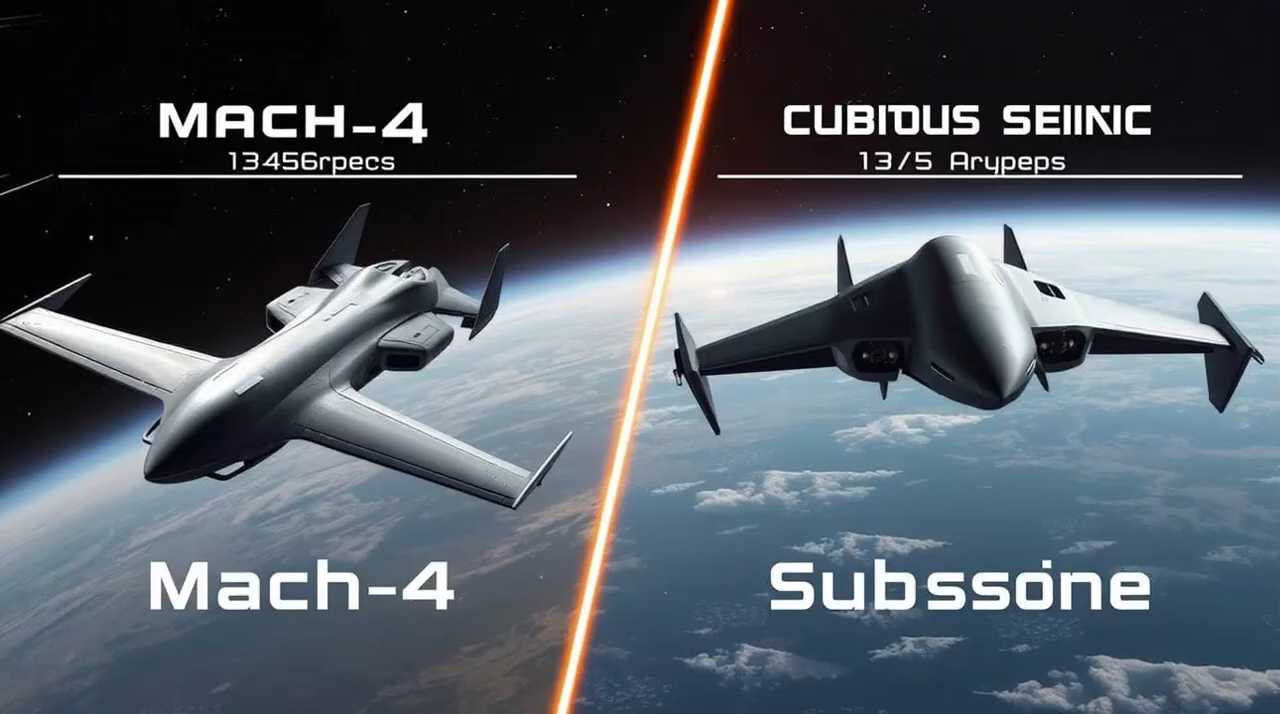 MACH-4
13456rpecs
CUBIOUS SEIINIC
13/5 Arypeps
Mach-4
Subssone